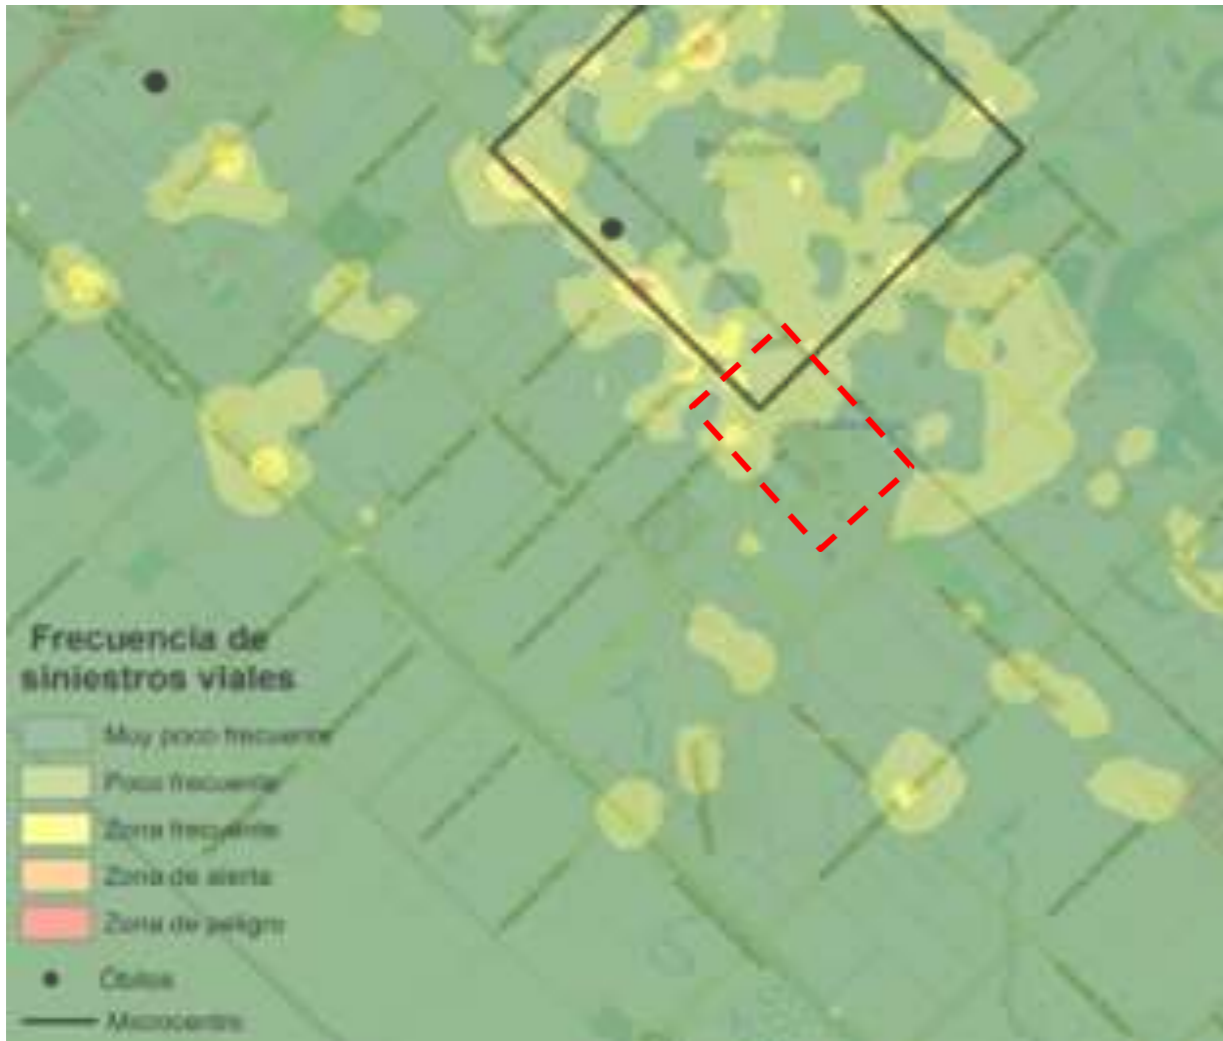 Frecuencia de
siniestros viales
Muy poco frecuente
Poco frecuente
Zona frecuente
Zona de alerta
Zona de peligro
Óbitos
Microcentro